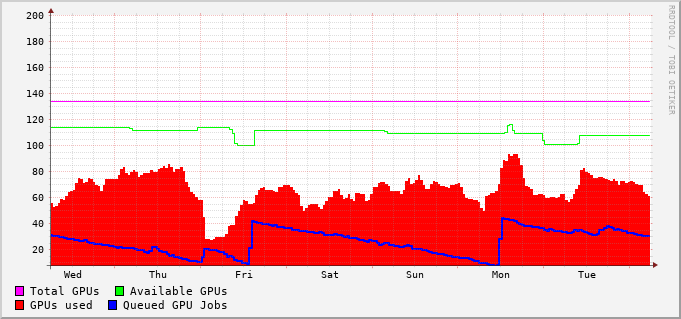 200
180
160
140
120
100
80
60
40
20
Wed Thu Fri Sat Sun Mon Tue
Total GPUs Available GPUs
GPUs used Queued GPU Jobs
RRDTOOL / TOBI OETIKER